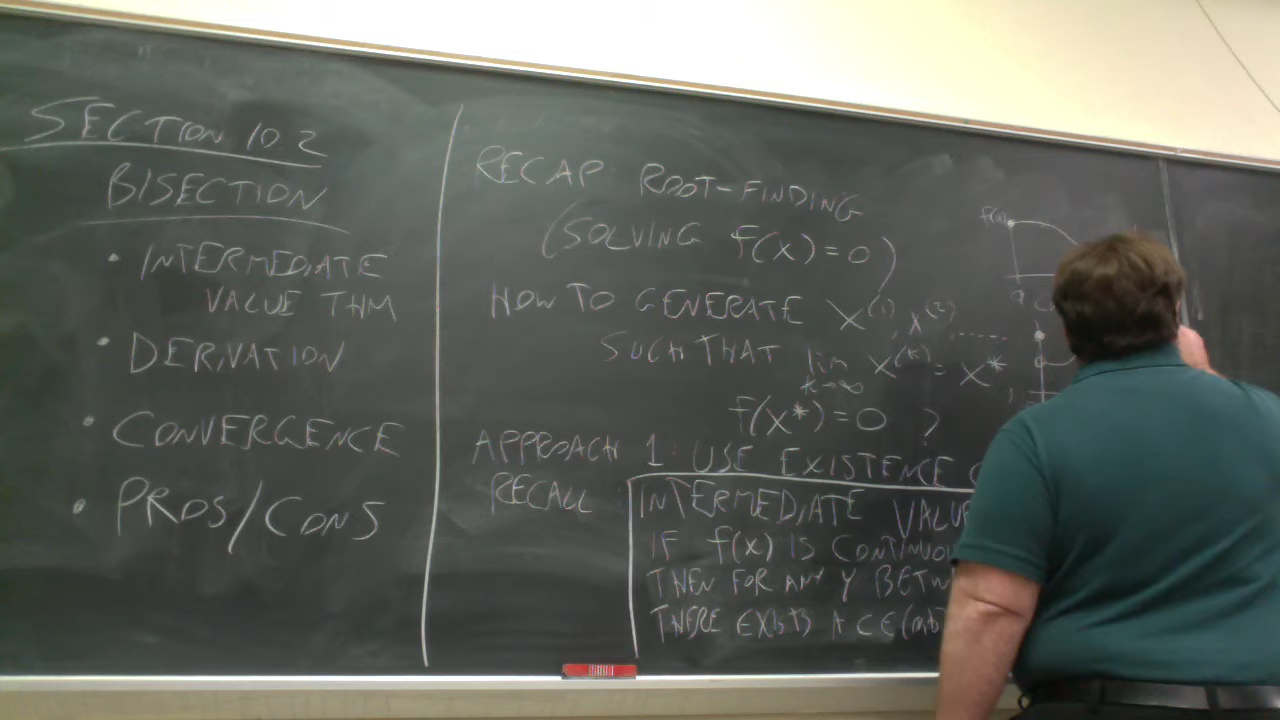 SECTION 10 2
BISECTION
• INTERMEDIATE
VALUE THM
• DERIVATION
• CONVERGENCE
• PROS/CONS
RECAP ROOT-FINDING
(SOLVING f(x)=0)
HOW TO GENERATE x^(1), x^(2), .....
SUCH THAT lim k→∞ x^(k) = x*
f(x*)=0 ?
APPROACH 1: USE EXISTENCE
RECALL
INTERMEDIATE VALUE
IF f(x) IS CONTINUO
THEN FOR ANY Y BETW
THERE EXISTS A C ∈ (a,b)
f(a)
a